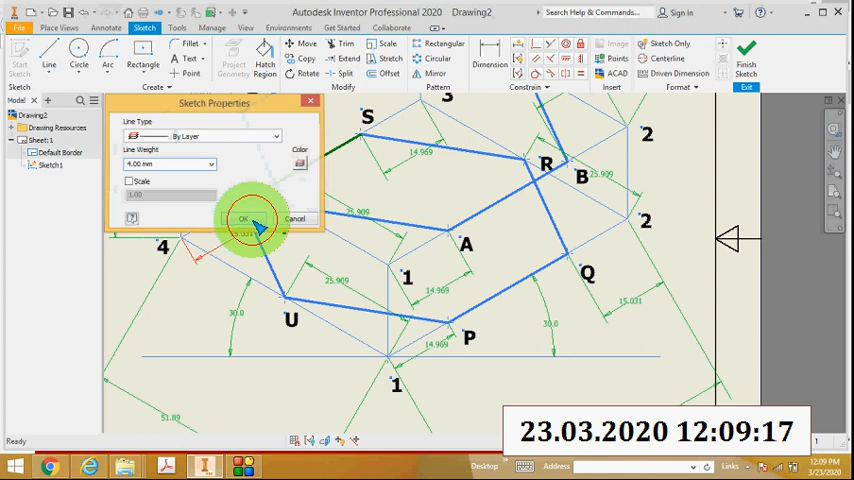 Autodesk Inventor Professional 2020 Drawing2
Search Help & Commands...
Sign In
File
Place Views
Annotate
Sketch
Tools
Manage
View
Environments
Get Started
Collaborate
Start
Sketch
Line
Circle
Arc
Rectangle
Fillet
Text
Point
Project
Geometry
Hatch
Region
Move
Copy
Rotate
Trim
Extend
Split
Scale
Stretch
Offset
Rectangular
Circular
Mirror
Dimension
Image
Points
ACAD
Sketch Only
Centerline
Driven Dimension
Finish
Sketch
Sketch
Create
Modify
Pattern
Constrain
Insert
Format
Exit
Model
Drawing2
Drawing Resources
Sheet:1
Default Border
Sketch1
Sketch Properties
Line Type
By Layer
Line Weight
4.00 mm
Color
Scale
1.00
OK
Cancel
S
3
2
14.969
R
B
25.909
25.909
2
4
15.031
A
1
Q
25.909
14.969
15.031
30.0
U
30.0
P
14.969
1
51.89
23.03.2020 12:09:17
Ready
1
Desktop
Address
Links
12:09 PM
3/23/2020